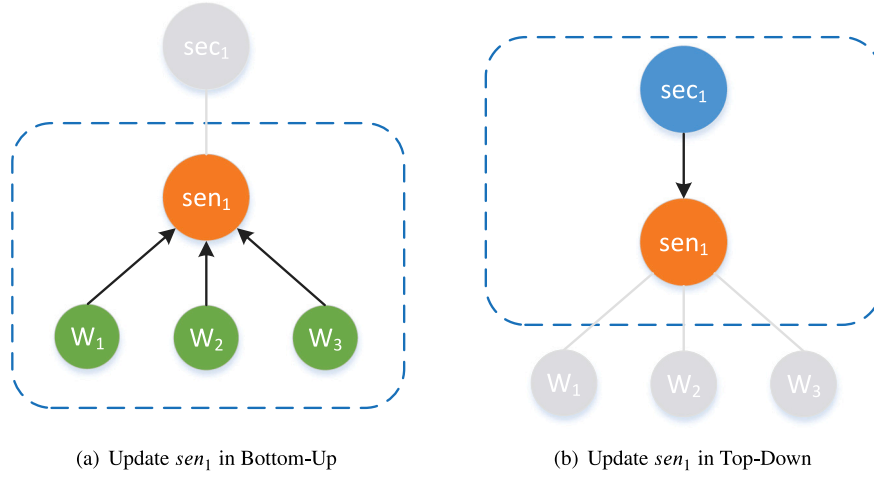 sec₁
sen₁
W₁ W₂ W₃
(a) Update sen₁ in Bottom-Up
sec₁
sen₁
W₁ W₂ W₃
(b) Update sen₁ in Top-Down